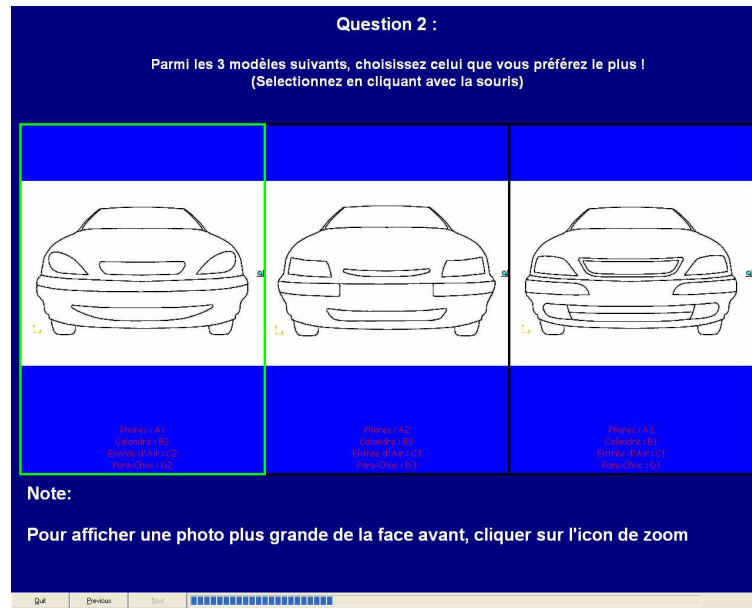 Question 2 :
Parmi les 3 modèles suivants, choisissez celui que vous préférez le plus !
(Selectionnez en cliquant avec la souris)
Phares : A1
Calandre : B2
Entrée d'Air : C2
Pare-Choc : D2
Phares : A2
Calandre : B3
Entrée d'Air : C3
Pare-Choc : D3
Phares : A3
Calandre : B1
Entrée d'Air : C1
Pare-Choc : D1
Note:
Pour afficher une photo plus grande de la face avant, cliquer sur l'icon de zoom
Quit Previous Next